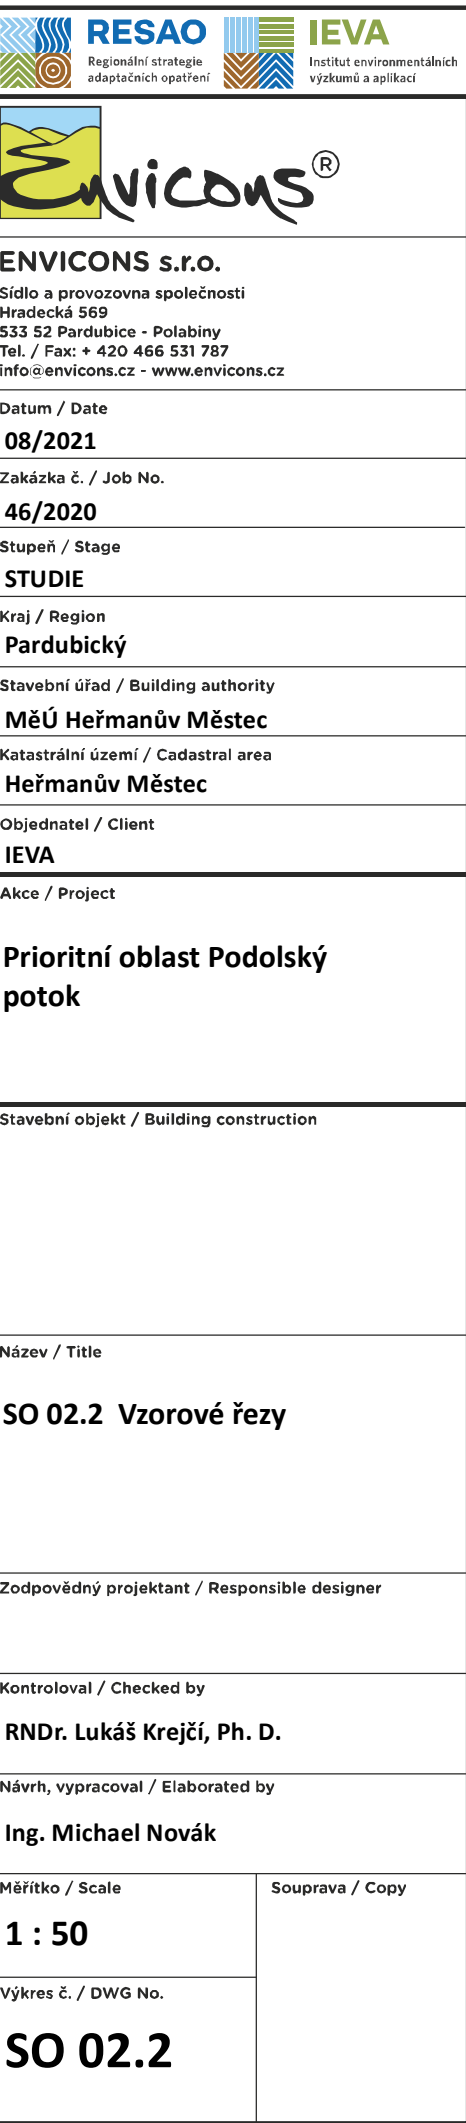 RESAO
Regionální strategie
adaptačních opatření
IEVA
Institut environmentálních
výzkumů a aplikací
Envicons®
ENVICONS s.r.o.
Sídlo a provozovna společnosti
Hradecká 569
533 52 Pardubice - Polabiny
Tel. / Fax: + 420 466 531 787
info@envicons.cz - www.envicons.cz
Datum / Date
08/2021
Zakázka č. / Job No.
46/2020
Stupeň / Stage
STUDIE
Kraj / Region
Pardubický
Stavební úřad / Building authority
MěÚ Heřmanův Městec
Katastrální území / Cadastral area
Heřmanův Městec
Objednatel / Client
IEVA
Akce / Project
Prioritní oblast Podolský
potok
Stavební objekt / Building construction
Název / Title
SO 02.2 Vzorové řezy
Zodpovědný projektant / Responsible designer
Kontroloval / Checked by
RNDr. Lukáš Krejčí, Ph. D.
Návrh, vypracoval / Elaborated by
Ing. Michael Novák
Měřítko / Scale
1 : 50
Souprava / Copy
Výkres č. / DWG No.
SO 02.2